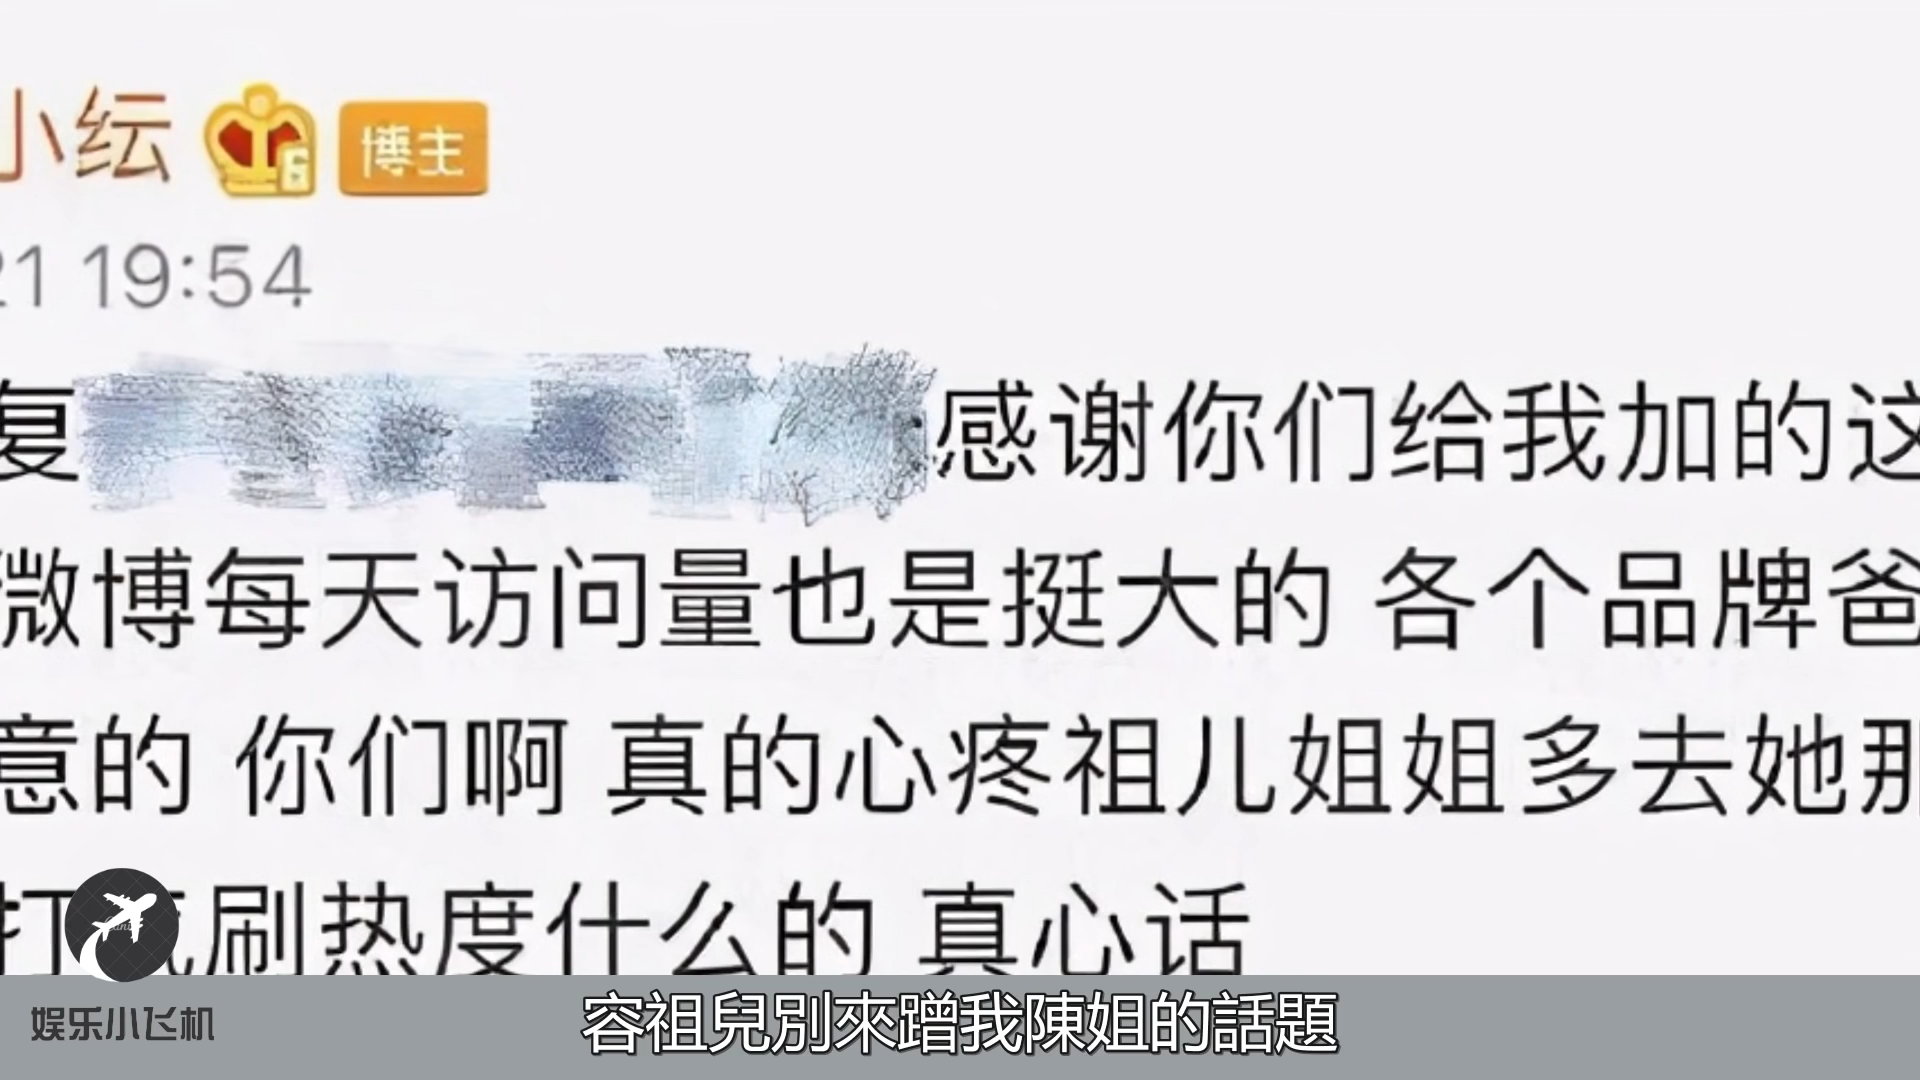 小纭 博主
21 19:54
复 感谢你们给我加的这
微博每天访问量也是挺大的 各个品牌爸
意的 你们啊 真的心疼祖儿姐姐多去她那
打 刷热度什么的 真心话
娱乐小飞机
容祖兒別來蹭我陳姐的話題